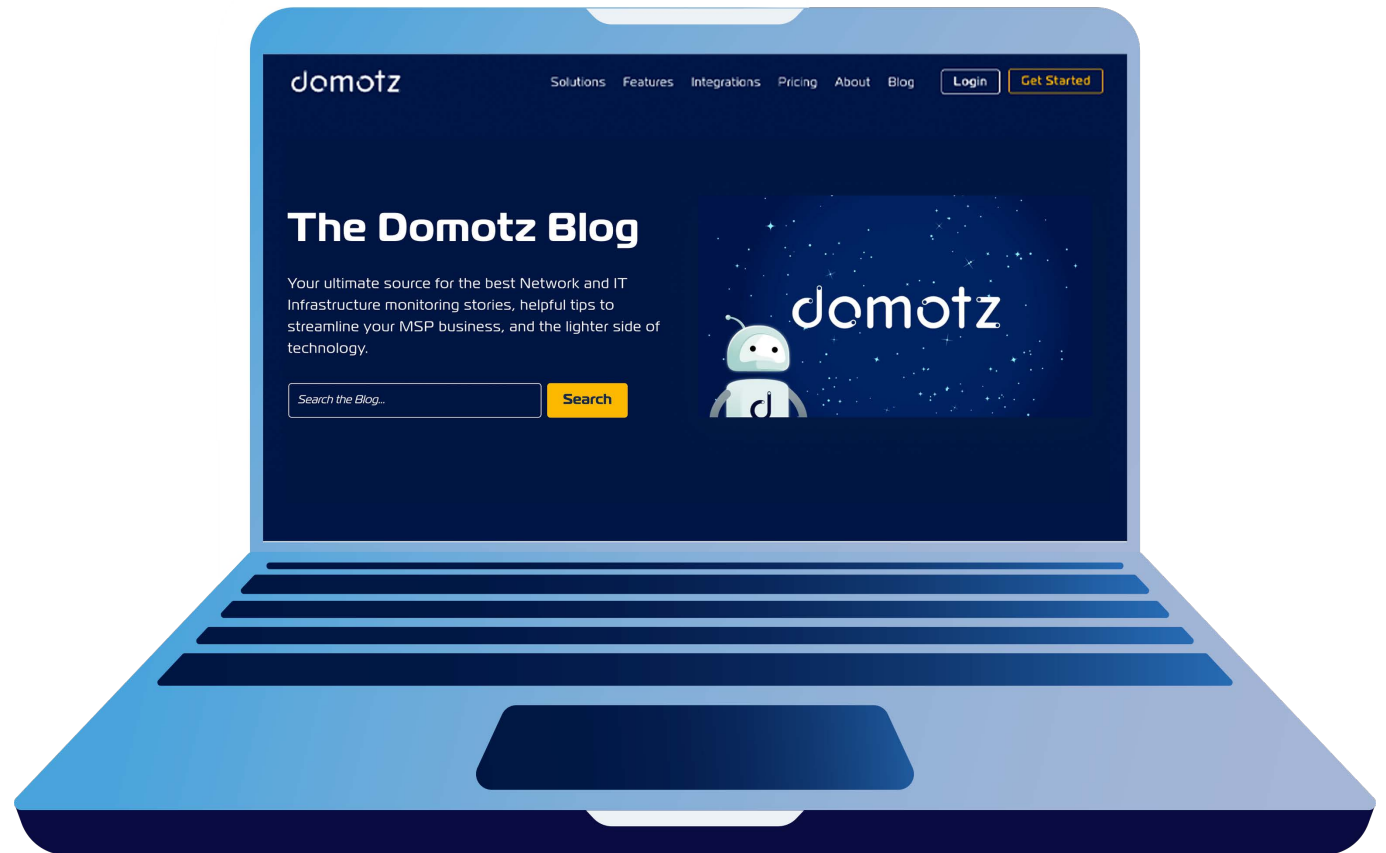 domotz
Solutions Features Integrations Pricing About Blog Login Get Started
The Domotz Blog
Your ultimate source for the best Network and IT
Infrastructure monitoring stories, helpful tips to
streamline your MSP business, and the lighter side of
technology.
Search the Blog... Search
domotz
d